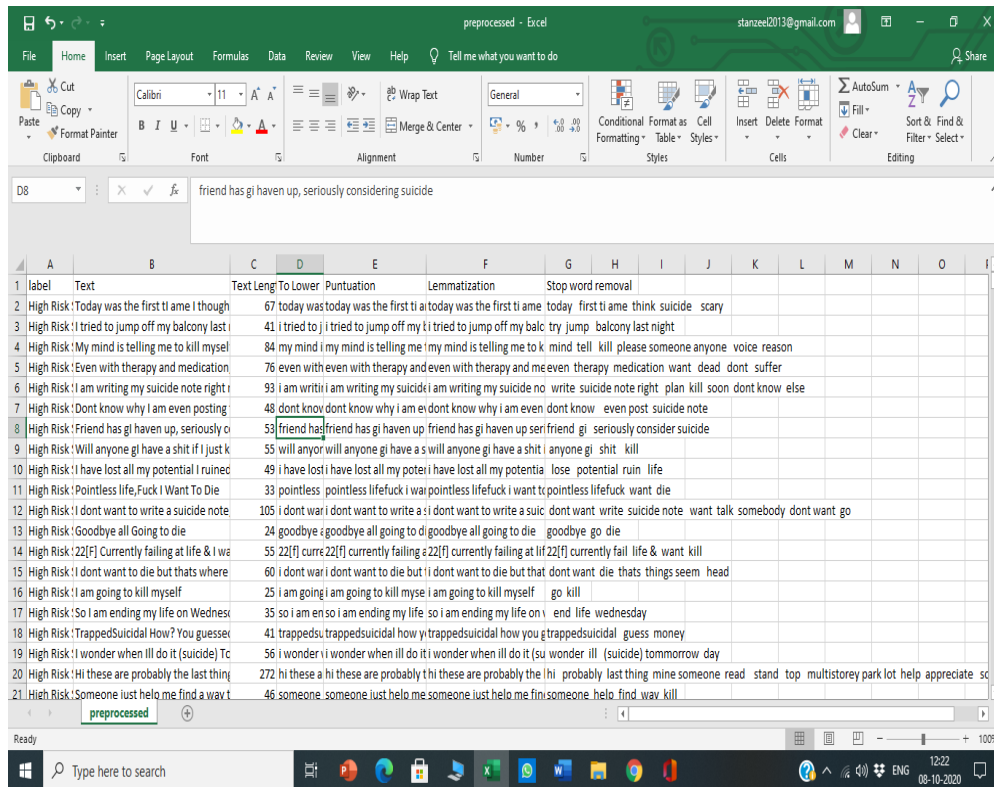 preprocessed - Excel stanzeel2013@gmail.com
File Home Insert Page Layout Formulas Data Review View Help Tell me what you want to do Share
Cut
Copy
Format Painter
Paste
Calibri 11 A A
B I U A
Wrap Text
Merge & Center
General
% ,
Conditional Formatting
Format as Table
Cell Styles
Insert Delete Format
AutoSum
Fill
Clear
Sort & Filter
Find & Select
Clipboard Font Alignment Number Styles Cells Editing
D8 fx friend has gi haven up, seriously considering suicide
A B C D E F G H I J K L M N O
1 label Text Text Leng To Lower Puntuation Lemmatization Stop word removal
2 High Risk Today was the first tI ame I though 67 today was today was the first ti a today was the first ti ame today first ti ame think suicide scary
3 High Risk I tried to jump off my balcony last 41 i tried to j i tried to jump off my b i tried to jump off my balc try jump balcony last night
4 High Risk My mind is telling me to kill mysel 84 my mind i my mind is telling me my mind is telling me to k mind tell kill please someone anyone voice reason
5 High Risk Even with therapy and medication 76 even with even with therapy and even with therapy and me even therapy medication want dead dont suffer
6 High Risk I am writing my suicide note right 93 i am writi i am writing my suicide i am writing my suicide no write suicide note right plan kill soon dont know else
7 High Risk Dont know why I am even posting 48 dont know dont know why i am e dont know why i am even dont know even post suicide note
8 High Risk Friend has gI haven up, seriously c 53 friend has friend has gi haven up friend has gi haven up seri friend gi seriously consider suicide
9 High Risk Will anyone gI have a shit if I just k 55 will anyon will anyone gi have a s will anyone gi have a shit i anyone gi shit kill
10 High Risk I have lost all my potential I ruined 49 i have lost i have lost all my pote i have lost all my potentia lose potential ruin life
11 High Risk Pointless life,Fuck I Want To Die 33 pointless pointless lifefuck i wa pointless lifefuck i want t pointless lifefuck want die
12 High Risk I dont want to write a suicide note 105 i dont wan i dont want to write a s i dont want to write a suic dont want write suicide note want talk somebody dont want go
13 High Risk Goodbye all Going to die 24 goodbye a goodbye all going to d goodbye all going to die goodbye go die
14 High Risk 22[F] Currently failing at life & I wa 55 22[f] curre 22[f] currently failing a 22[f] currently failing at lif 22[f] currently fail life & want kill
15 High Risk I dont want to die but thats where 60 i dont wan i dont want to die but i dont want to die but that dont want die thats things seem head
16 High Risk I am going to kill myself 25 i am going i am going to kill myse i am going to kill myself go kill
17 High Risk So I am ending my life on Wednes 35 so i am en so i am ending my life so i am ending my life on end life wednesday
18 High Risk TrappedSuicidal How? You guessed 41 trappedsu trappedsuicidal how y trappedsuicidal how you g trappedsuicidal guess money
19 High Risk I wonder when Ill do it (suicide) To 56 i wonder i wonder when ill do it i wonder when ill do it (su wonder ill (suicide) tommorrow day
20 High Risk Hi these are probably the last thing 272 hi these a hi these are probably t hi these are probably the l hi probably last thing mine someone read stand top multistorey park lot help appreciate so
21 High Risk Someone just help me find a way t 46 someone someone just help me someone just help me fin someone help find way kill
preprocessed
Ready 100%
Type here to search ENG 12:22
08-10-2020